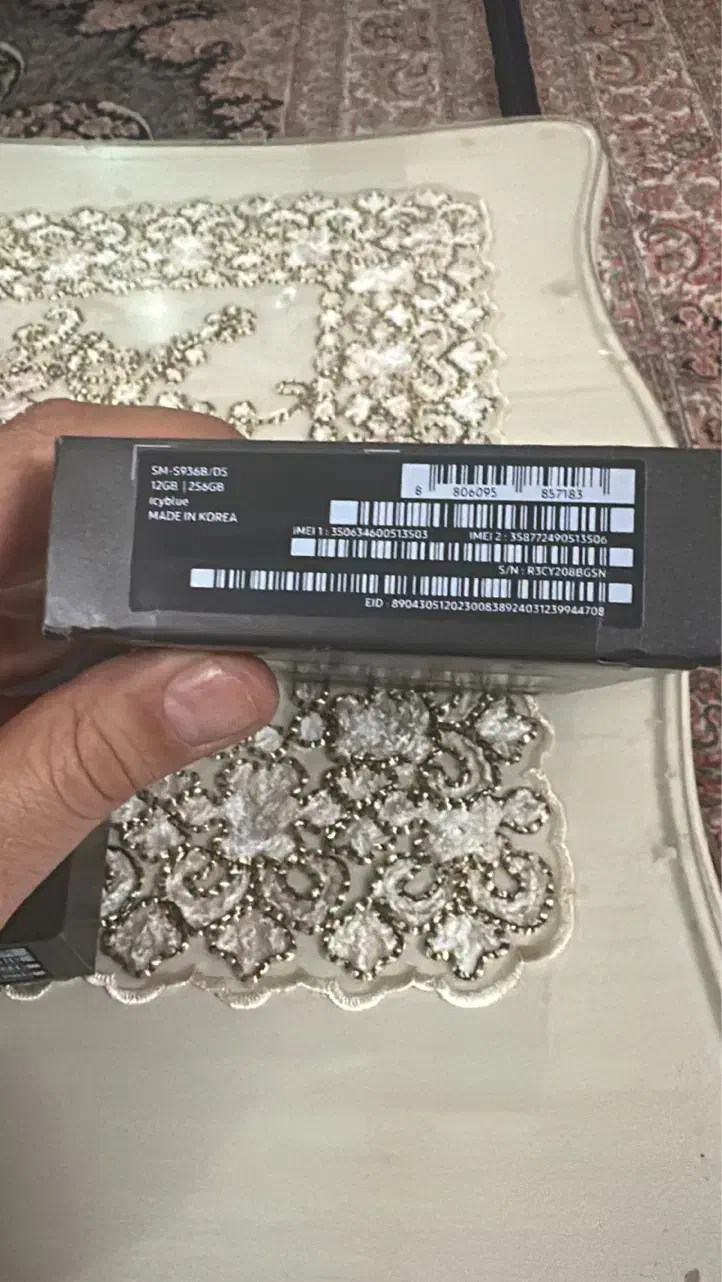 SM-S936B/DS
12GB | 256GB
Icyblue
MADE IN KOREA
8 806095 857183
IMEI 1 : 350634600513503 IMEI 2 : 358772490513506
S/N : R3CY208BGSN
EID : 89043051202300838924031239944708